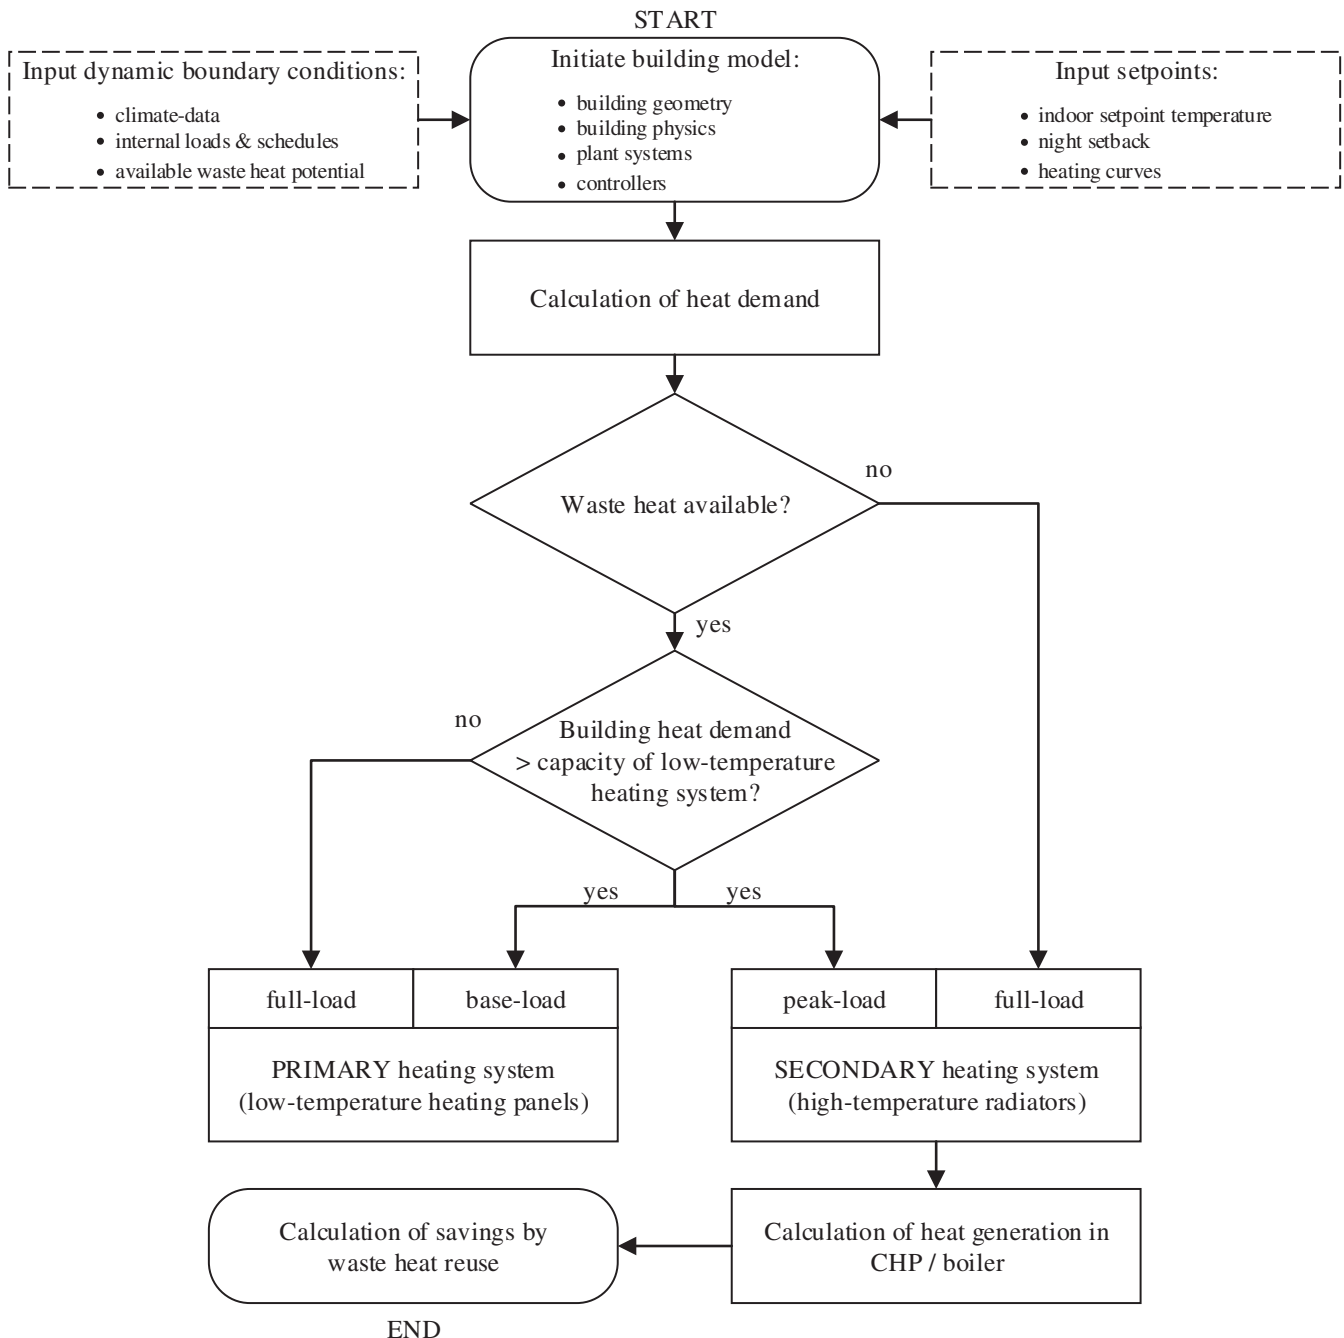 START
Input dynamic boundary conditions:
• climate-data
• internal loads & schedules
• available waste heat potential
Initiate building model:
• building geometry
• building physics
• plant systems
• controllers
Input setpoints:
• indoor setpoint temperature
• night setback
• heating curves
Calculation of heat demand
Waste heat available?
no
yes
Building heat demand
> capacity of low-temperature
heating system?
no
yes
yes
full-load
base-load
PRIMARY heating system
(low-temperature heating panels)
peak-load
full-load
SECONDARY heating system
(high-temperature radiators)
Calculation of heat generation in
CHP / boiler
Calculation of savings by
waste heat reuse
END